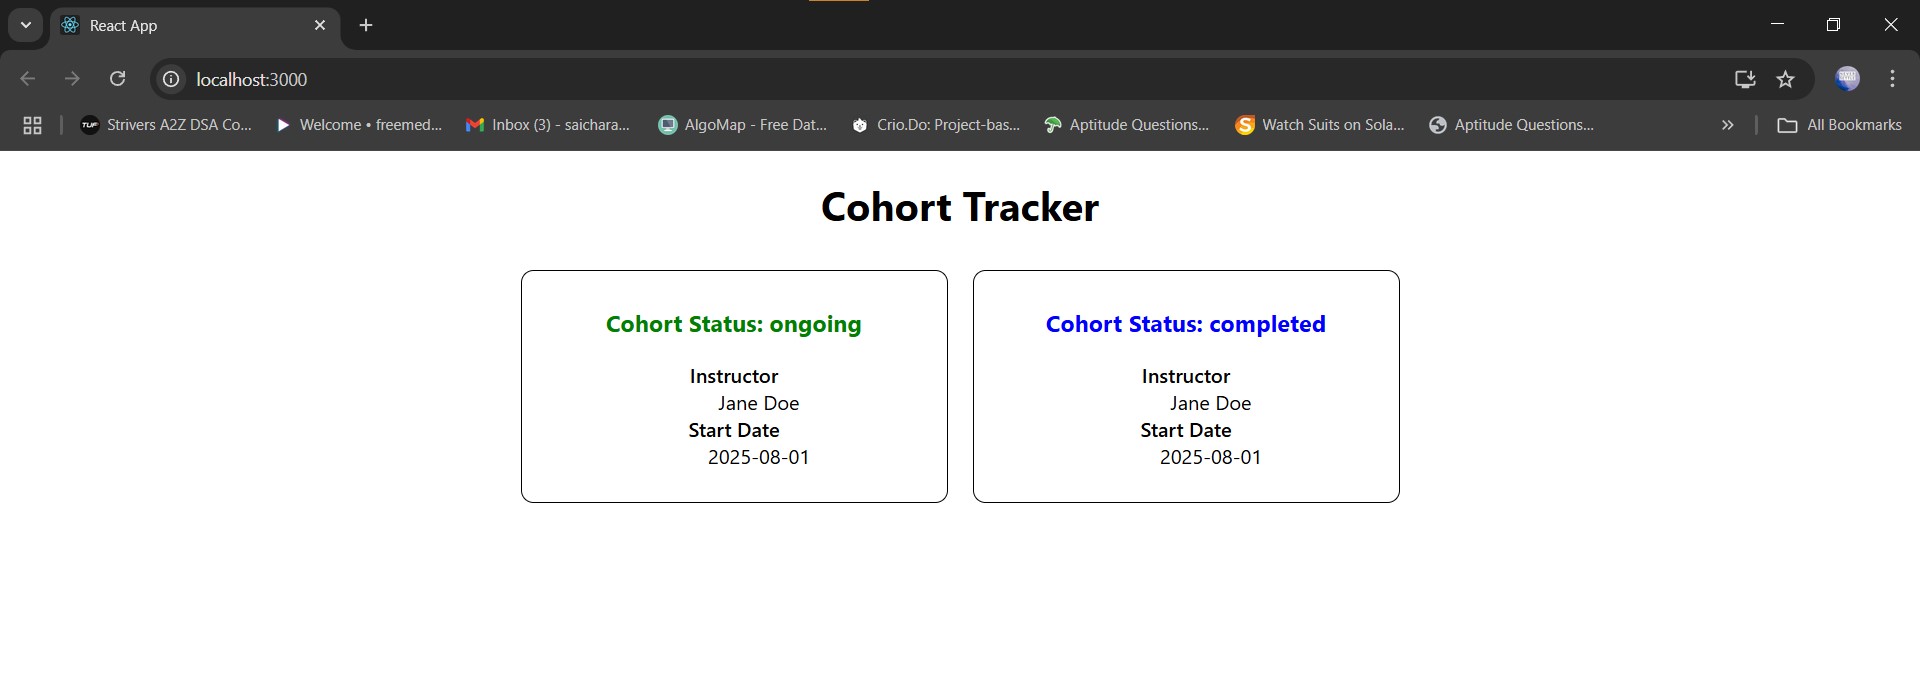 React App
localhost:3000
Strivers A2Z DSA Co...
Welcome • freemed...
Inbox (3) - saichara...
AlgoMap - Free Dat...
Crio.Do: Project-bas...
Aptitude Questions...
Watch Suits on Sola...
Aptitude Questions...
All Bookmarks
Cohort Tracker
Cohort Status: ongoing
Instructor
Jane Doe
Start Date
2025-08-01
Cohort Status: completed
Instructor
Jane Doe
Start Date
2025-08-01